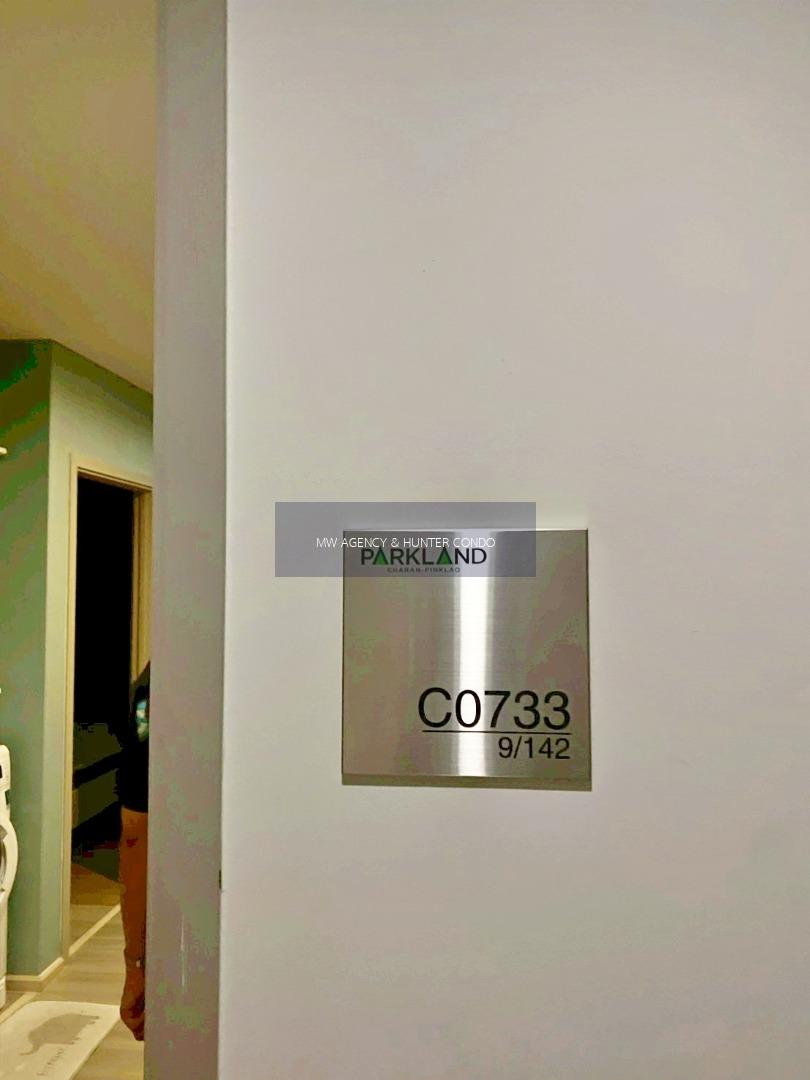 MW AGENCY & HUNTER CONDO
PARKLAND
CHARAN-PINKLAO
C0733
9/142